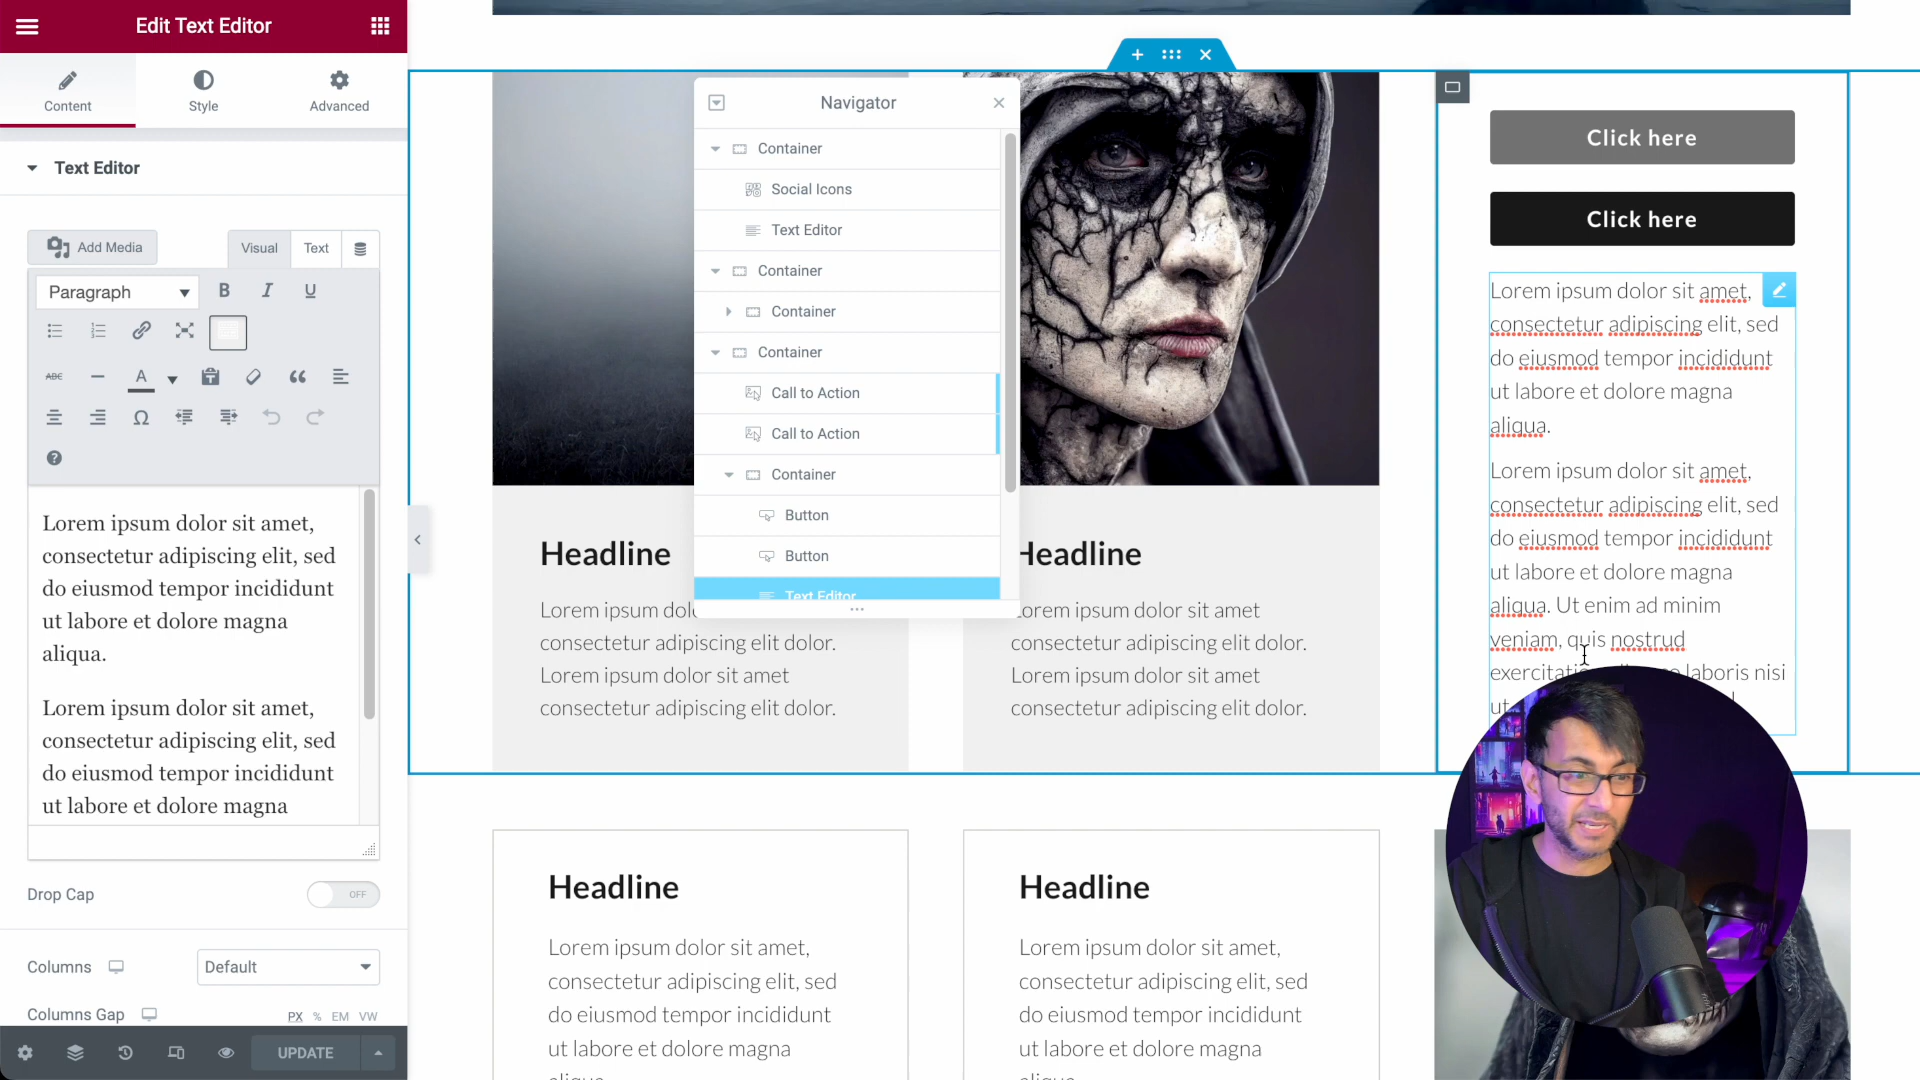 Edit Text Editor
Content
Style
Advanced
Text Editor
Add Media
Visual
Text
Paragraph
B
I
U
ABC
A
Ω
Lorem ipsum dolor sit amet,
consectetur adipiscing elit, sed
do eiusmod tempor incididunt
ut labore et dolore magna
aliqua.
Lorem ipsum dolor sit amet,
consectetur adipiscing elit, sed
do eiusmod tempor incididunt
ut labore et dolore magna
Drop Cap
OFF
Columns
Default
Columns Gap
PX % EM VW
UPDATE
Navigator
Container
Social Icons
Text Editor
Container
Container
Container
Call to Action
Call to Action
Container
Button
Button
Text Editor
Headline
Lorem ipsum
consectetur adipiscing elit dolor.
Lorem ipsum dolor sit amet
consectetur adipiscing elit dolor.
Headline
Lorem ipsum dolor sit amet
consectetur adipiscing elit dolor.
Lorem ipsum dolor sit amet
consectetur adipiscing elit dolor.
Click here
Click here
Lorem ipsum dolor sit amet,
consectetur adipiscing elit, sed
do eiusmod tempor incididunt
ut labore et dolore magna
aliqua.
Lorem ipsum dolor sit amet,
consectetur adipiscing elit, sed
do eiusmod tempor incididunt
ut labore et dolore magna
aliqua. Ut enim ad minim
veniam, quis nostrud
laboris nisi
ut
Headline
Lorem ipsum dolor sit amet,
consectetur adipiscing elit, sed
do eiusmod tempor incididunt
ut labore et dolore magna
Headline
Lorem ipsum dolor sit amet,
consectetur adipiscing elit, sed
do eiusmod tempor incididunt
ut labore et dolore magna